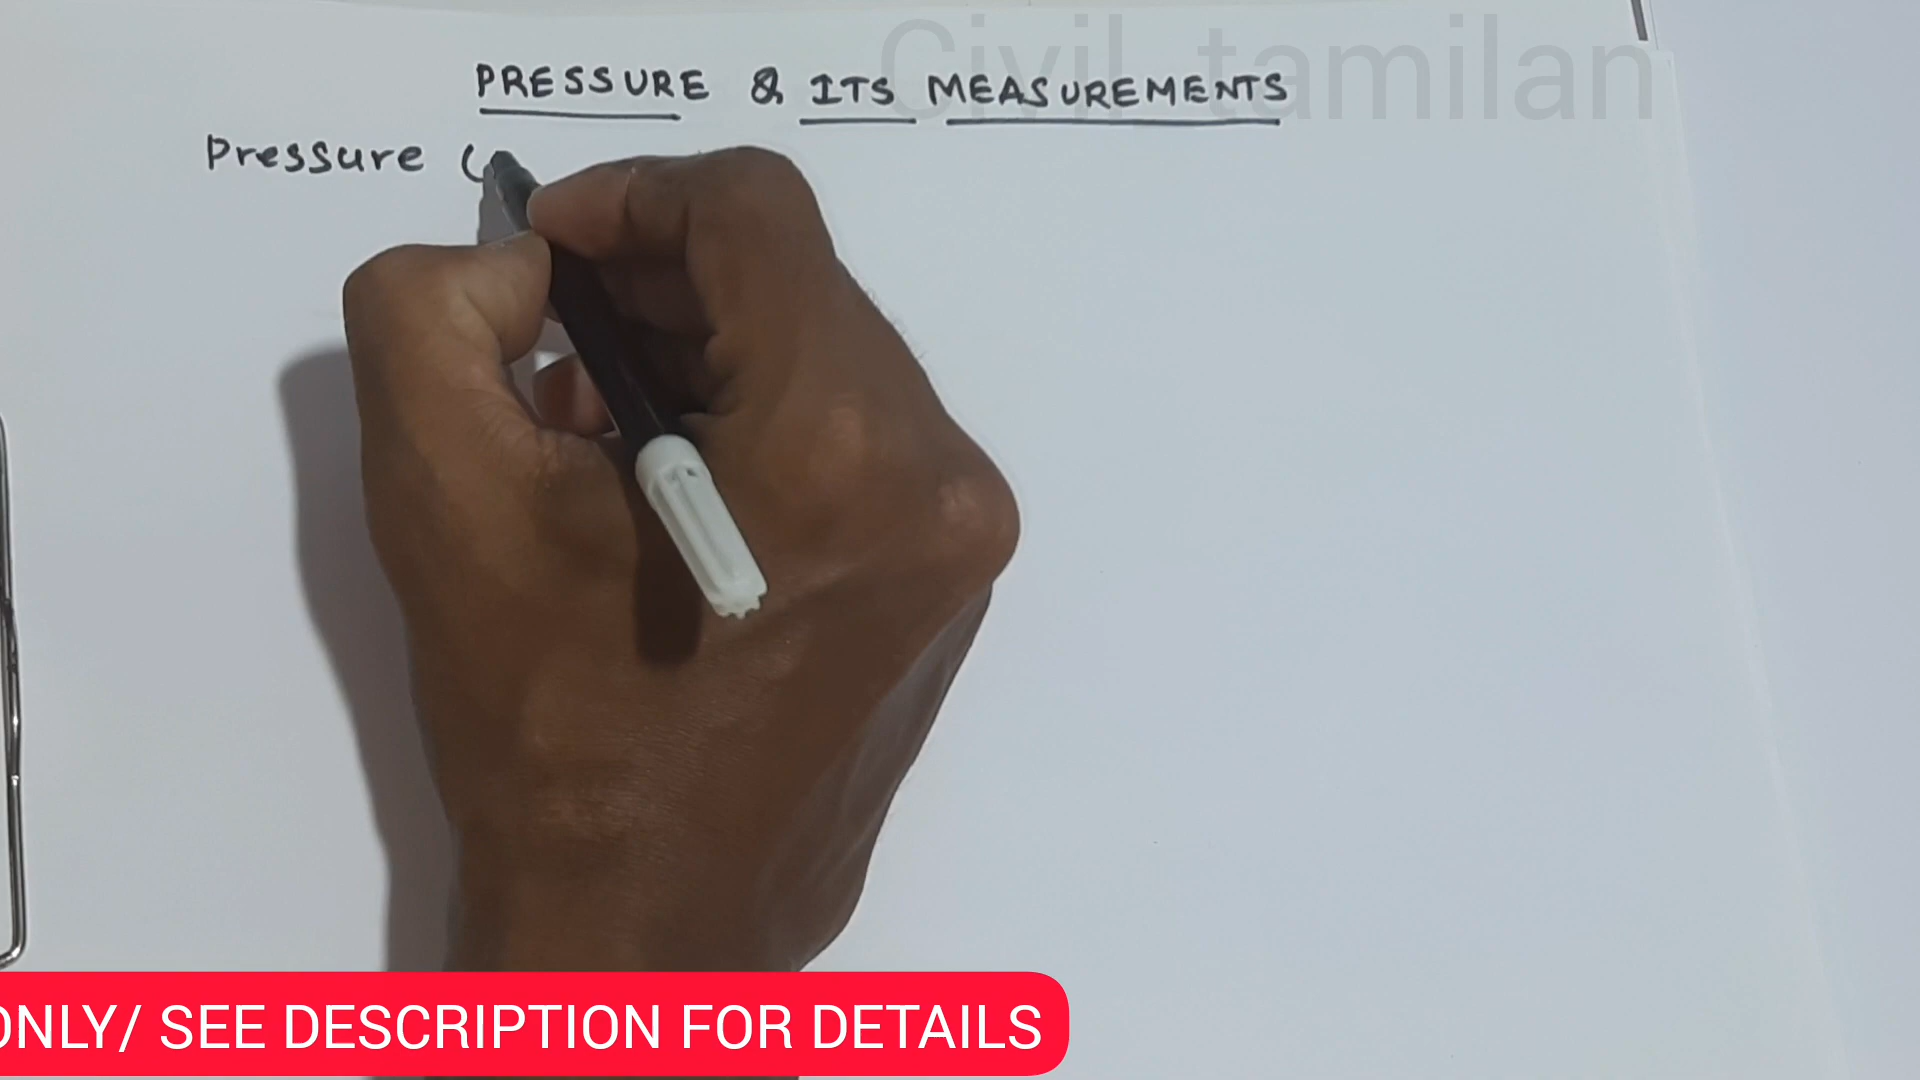 Civil tamilan
PRESSURE & ITS MEASUREMENTS
Pressure (
ONLY/ SEE DESCRIPTION FOR DETAILS